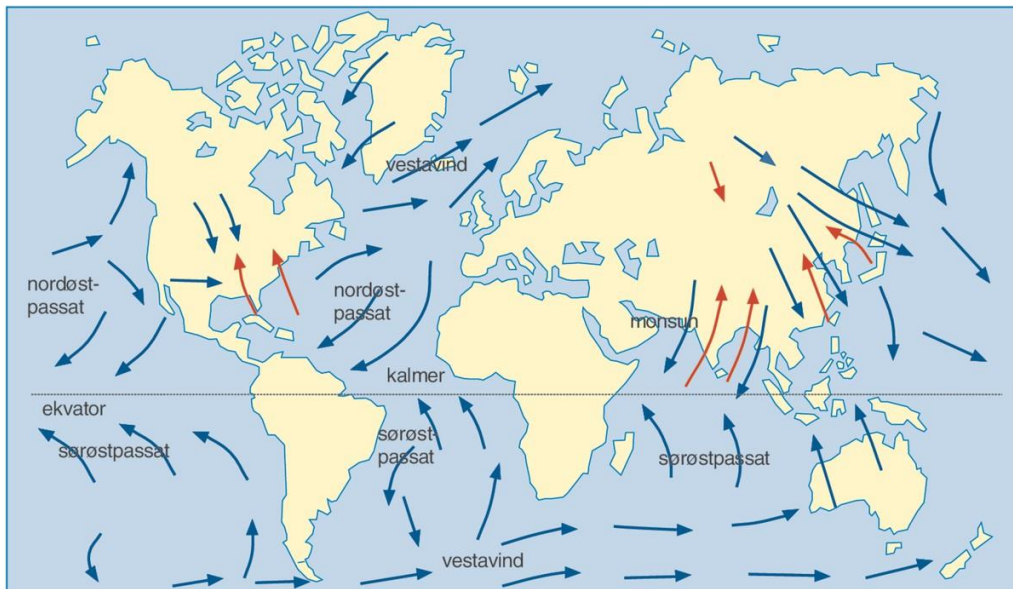 vestavind
nordøst-
passat
nordøst-
passat
monsun
kalmer
ekvator
sørøstpassat
sørøst-
passat
sørøstpassat
vestavind